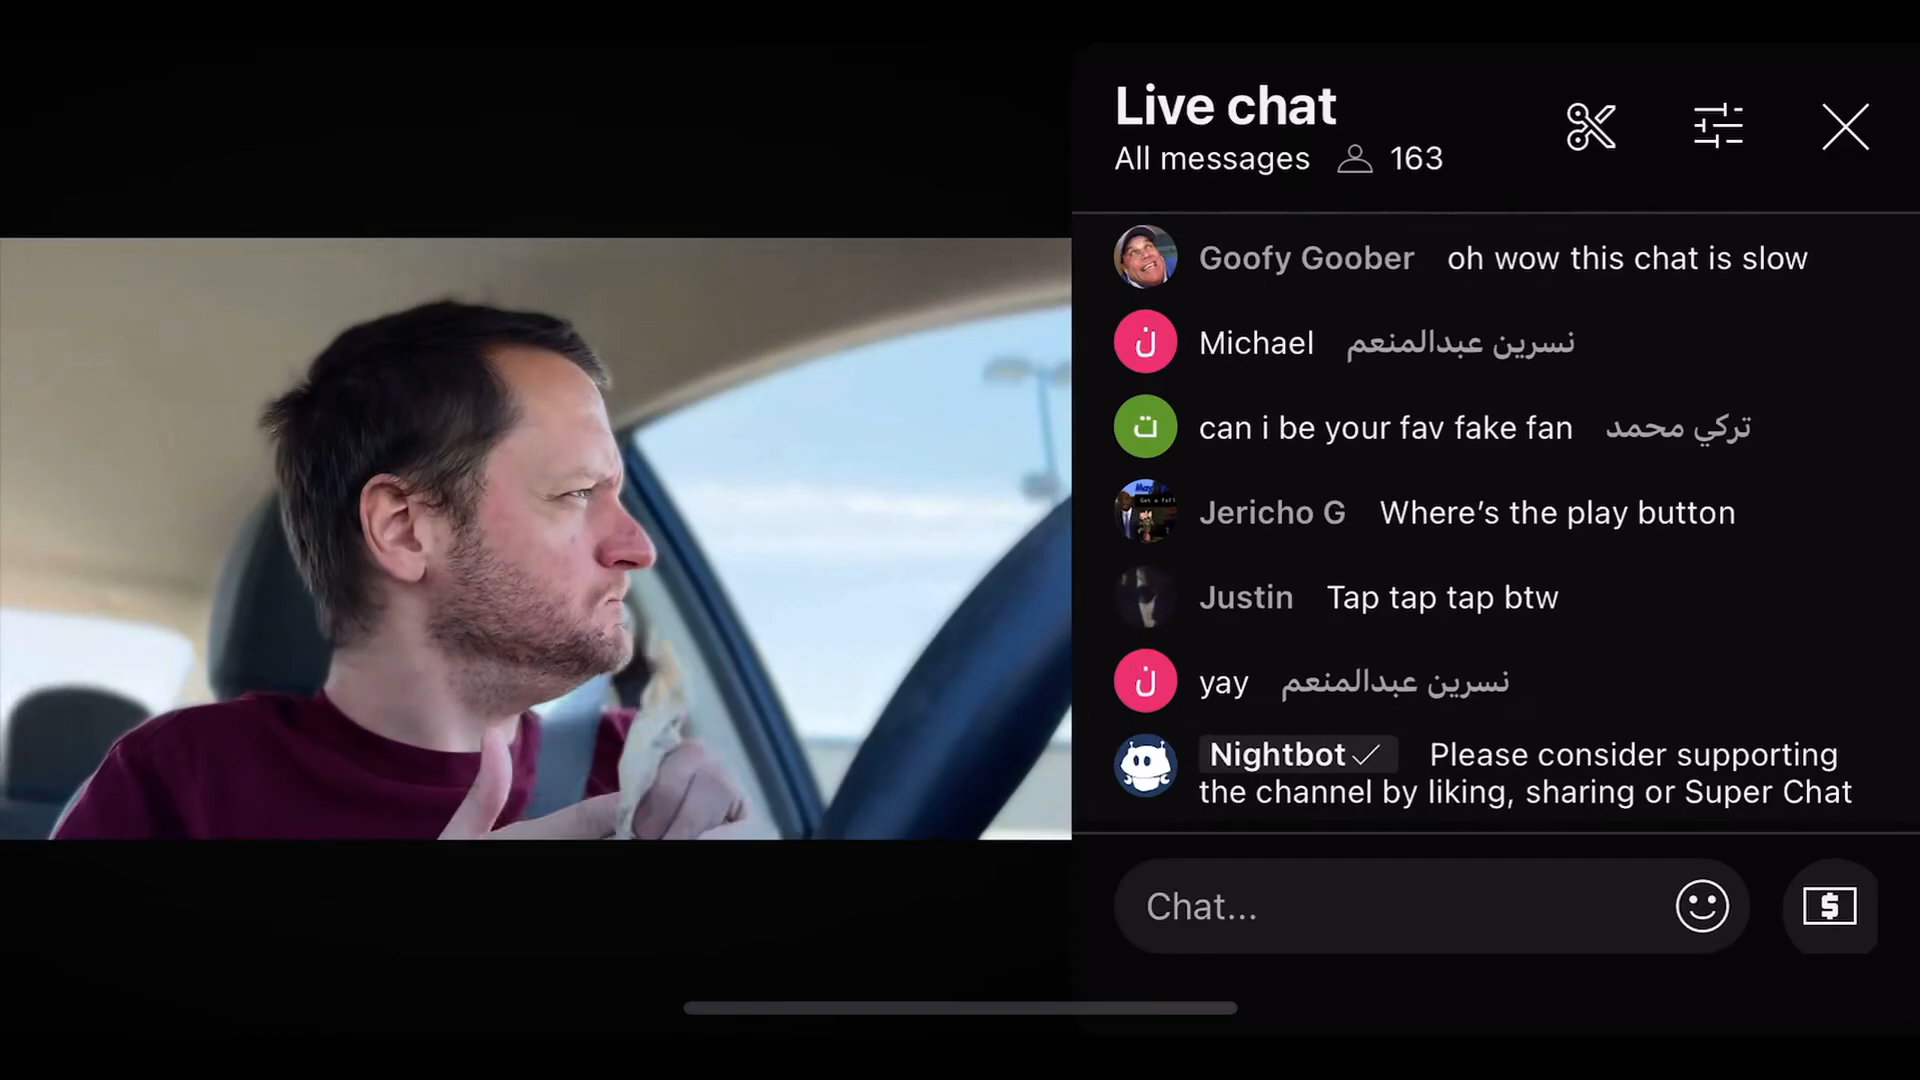 Live chat
All messages 163
Goofy Goober oh wow this chat is slow
ن Michael نسرين عبدالمنعم
ت can i be your fav fake fan تركي محمد
Jericho G Where's the play button
Justin Tap tap tap btw
ن yay نسرين عبدالمنعم
Nightbot Please consider supporting
the channel by liking, sharing or Super Chat
Chat...
$